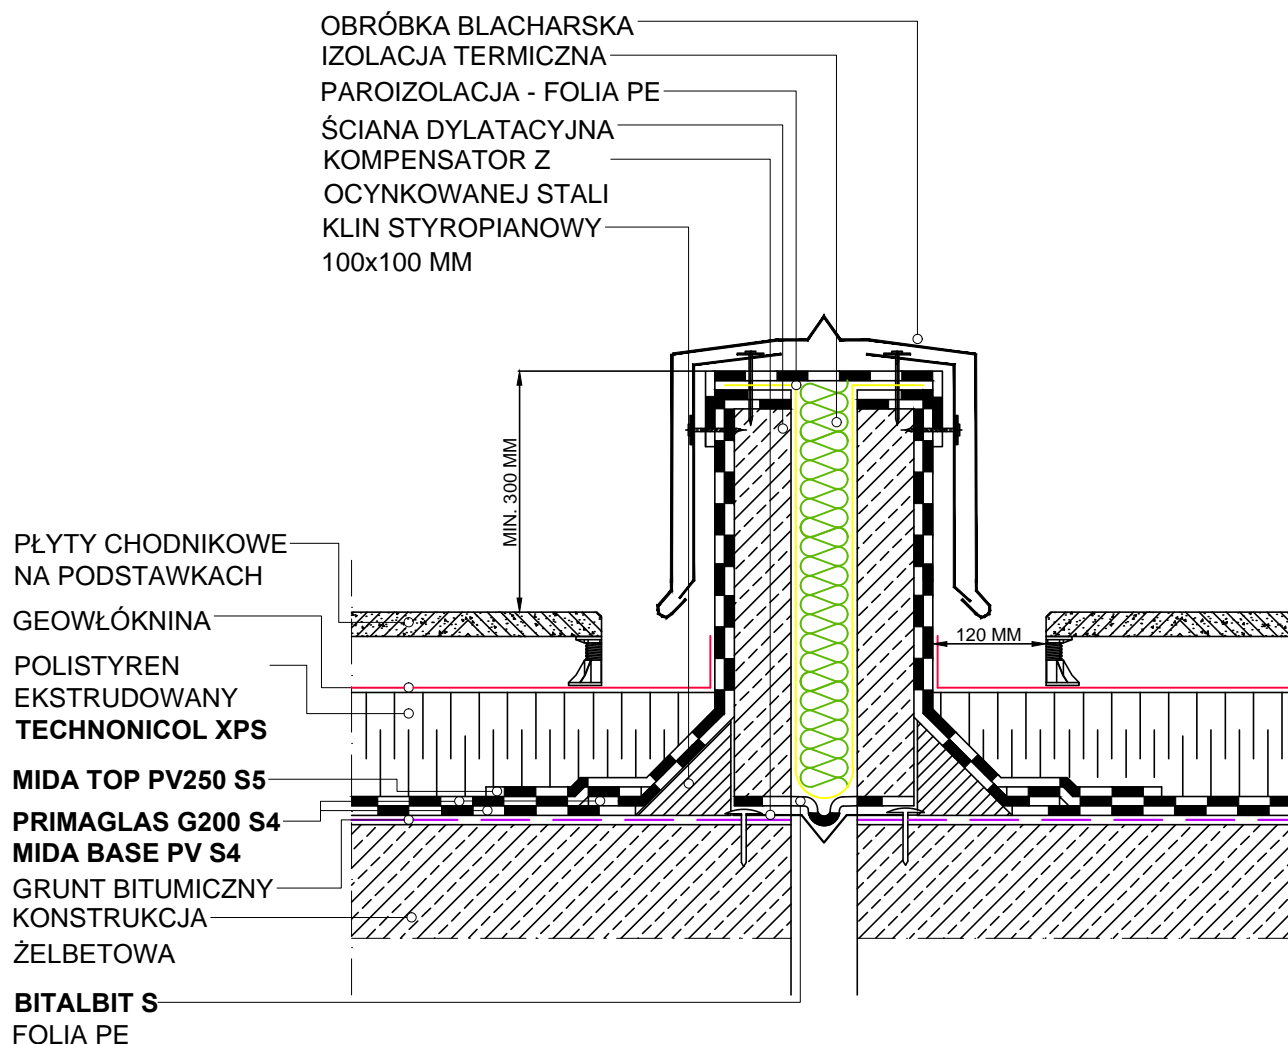 OBRÓBKA BLACHARSKA
IZOLACJA TERMICZNA
PAROIZOLACJA - FOLIA PE
ŚCIANA DYLATACYJNA
KOMPENSATOR Z
OCYNKOWANEJ STALI
KLIN STYROPIANOWY
100x100 MM
MIN. 300 MM
120 MM
PŁYTY CHODNIKOWE
NA PODSTAWKACH
GEOWŁÓKNINA
POLISTYREN
EKSTRUDOWANY
TECHNONICOL XPS
MIDA TOP PV250 S5
PRIMAGLAS G200 S4
MIDA BASE PV S4
GRUNT BITUMICZNY
KONSTRUKCJA
ŻELBETOWA
BITALBIT S
FOLIA PE